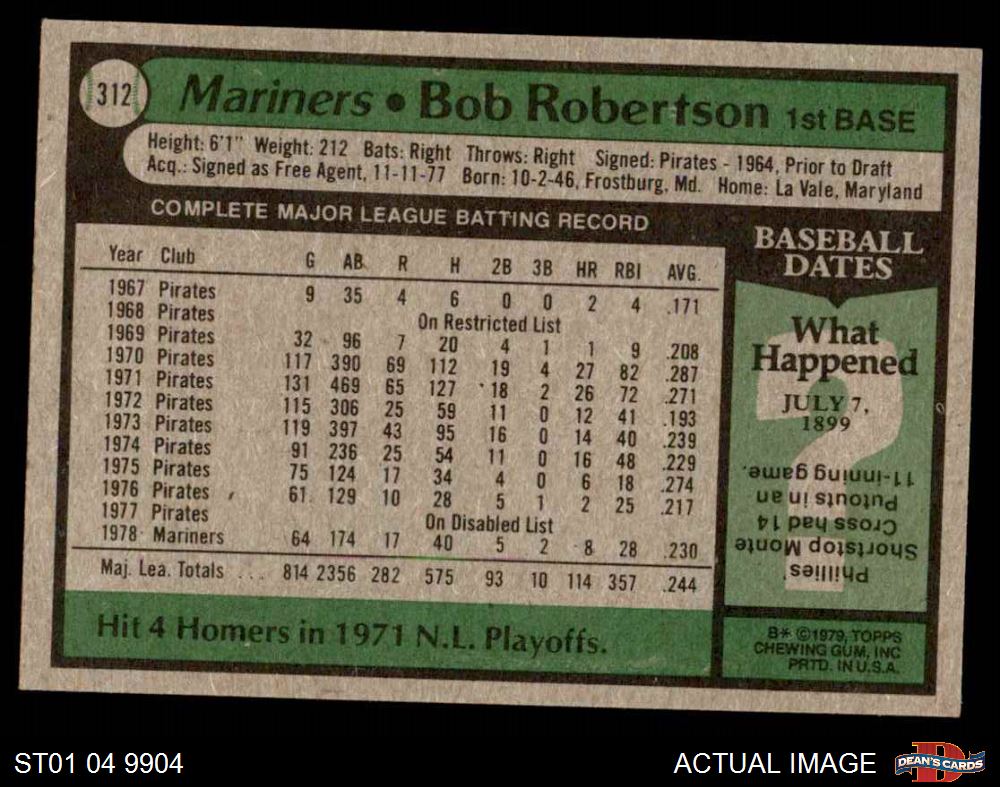 312
Mariners • Bob Robertson 1st BASE
Height: 6'1" Weight: 212 Bats: Right Throws: Right Signed: Pirates - 1964, Prior to Draft
Acq.: Signed as Free Agent, 11-11-77 Born: 10-2-46, Frostburg, Md. Home: La Vale, Maryland
COMPLETE MAJOR LEAGUE BATTING RECORD
Year Club G AB R H 2B 3B HR RBI AVG.
1967 Pirates 9 35 4 6 0 0 2 4 .171
1968 Pirates On Restricted List
1969 Pirates 32 96 7 20 4 1 1 9 .208
1970 Pirates 117 390 69 112 19 4 27 82 .287
1971 Pirates 131 469 65 127 18 2 26 72 .271
1972 Pirates 115 306 25 59 11 0 12 41 .193
1973 Pirates 119 397 43 95 16 0 14 40 .239
1974 Pirates 91 236 25 54 11 0 16 48 .229
1975 Pirates 75 124 17 34 4 0 6 18 .274
1976 Pirates 61 129 10 28 5 1 2 25 .217
1977 Pirates On Disabled List
1978 Mariners 64 174 17 40 5 2 8 28 .230
Maj. Lea. Totals ... 814 2356 282 575 93 10 114 357 .244
Hit 4 Homers in 1971 N.L. Playoffs.
BASEBALL
DATES
What
Happened
JULY 7,
1899
?
Phillies'
Shortstop Monte
Cross had 14
Putouts in an
11-inning game.
B* ©1979, TOPPS
CHEWING GUM, INC
PRTD. IN U.S.A.
ST01 04 9904
ACTUAL IMAGE
DEAN'S CARDS